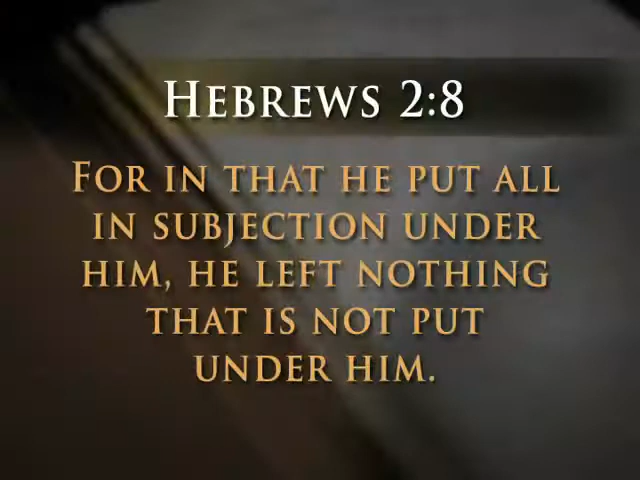 Hebrews 2:8
For in that he put all
in subjection under
him, he left nothing
that is not put
under him.